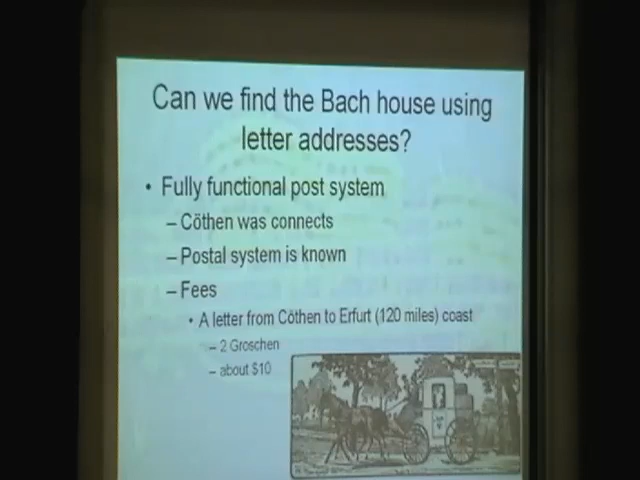 Can we find the Bach house using
letter addresses?
• Fully functional post system
– Cöthen was connects
– Postal system is known
– Fees
• A letter from Cöthen to Erfurt (120 miles) coast
– 2 Groschen
– about $10